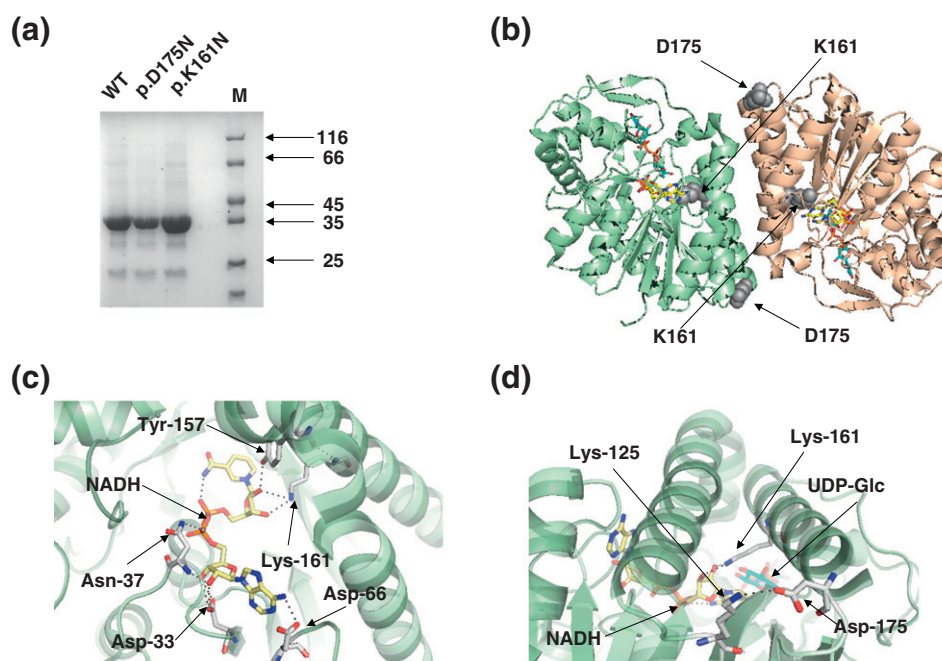 (a)
WT
p.D175N
p.K161N
M
116
66
45
35
25
(b)
D175
K161
K161
D175
(c)
Tyr-157
NADH
Asn-37
Lys-161
Asp-66
Asp-33
(d)
Lys-161
Lys-125
UDP-Glc
NADH
Asp-175